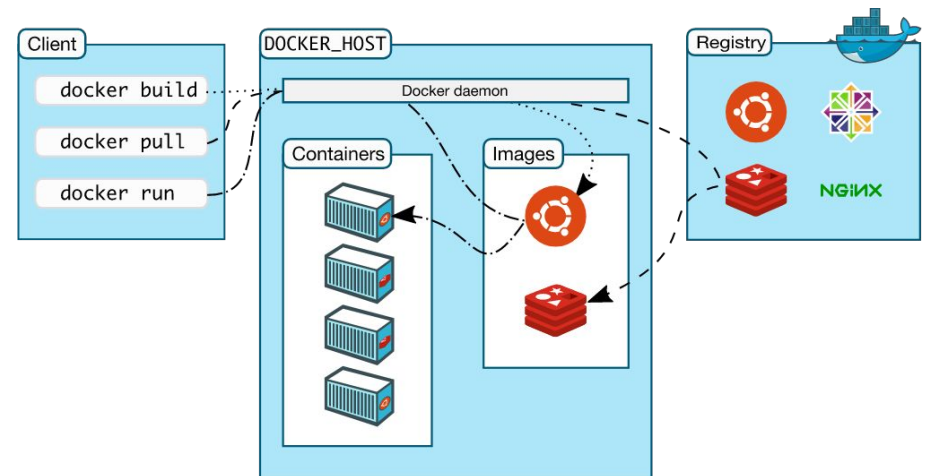 Client
docker build
docker pull
docker run
DOCKER_HOST
Docker daemon
Containers
Images
Registry
NGINX